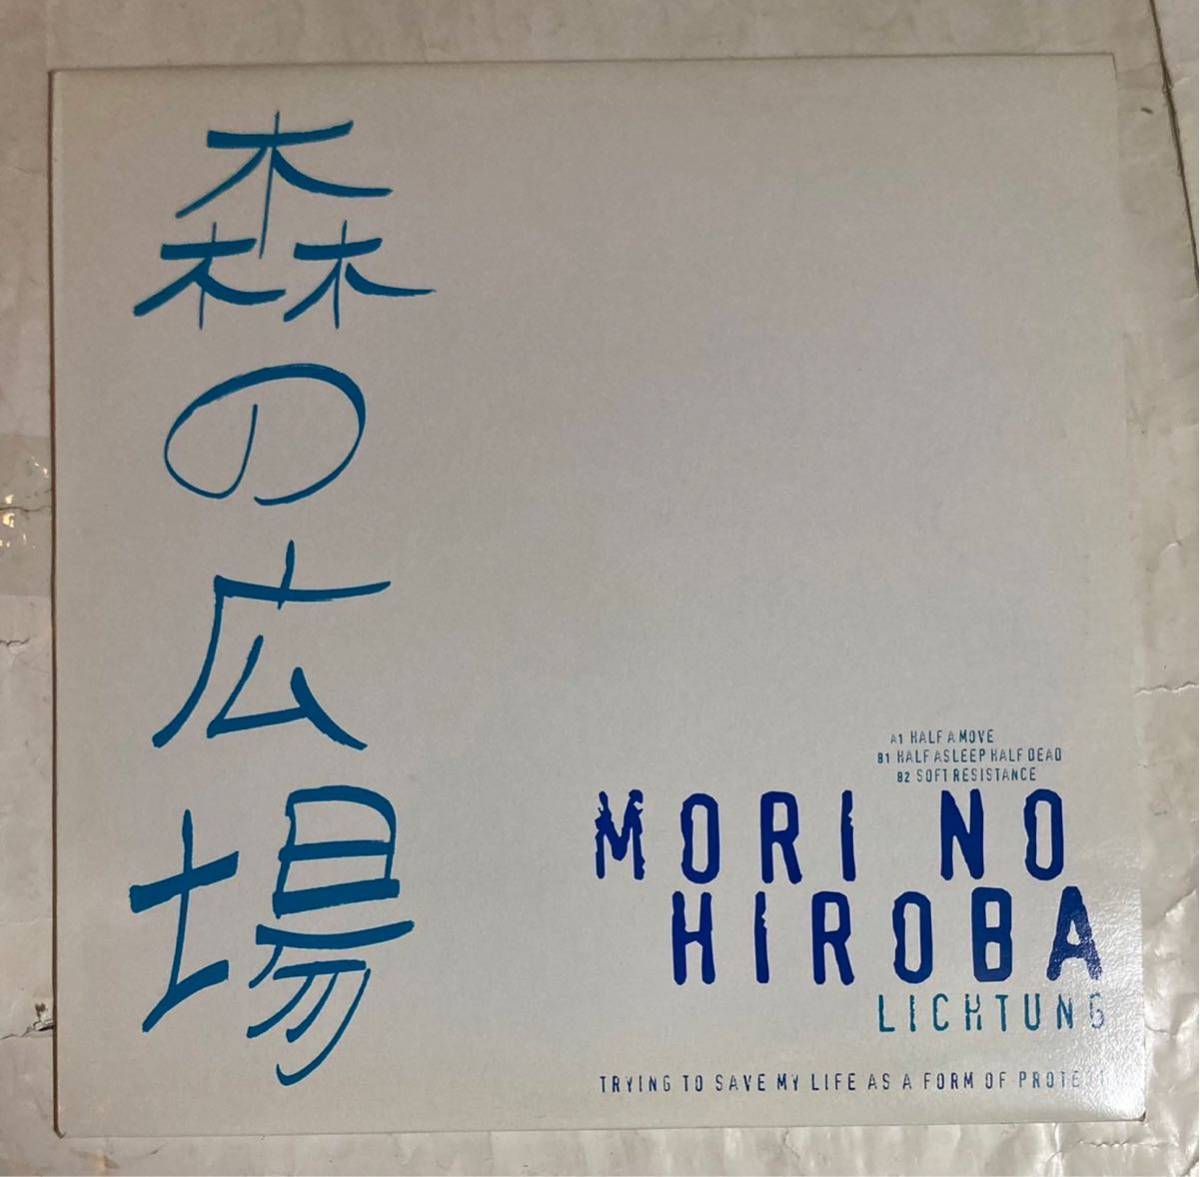 森の広場
A1 HALF A MOVE
B1 HALF ASLEEP HALF DEAD
B2 SOFT RESISTANCE
MORI NO
HIROBA
LICHTUNG
TRYING TO SAVE MY LIFE AS A FORM OF PROTEST